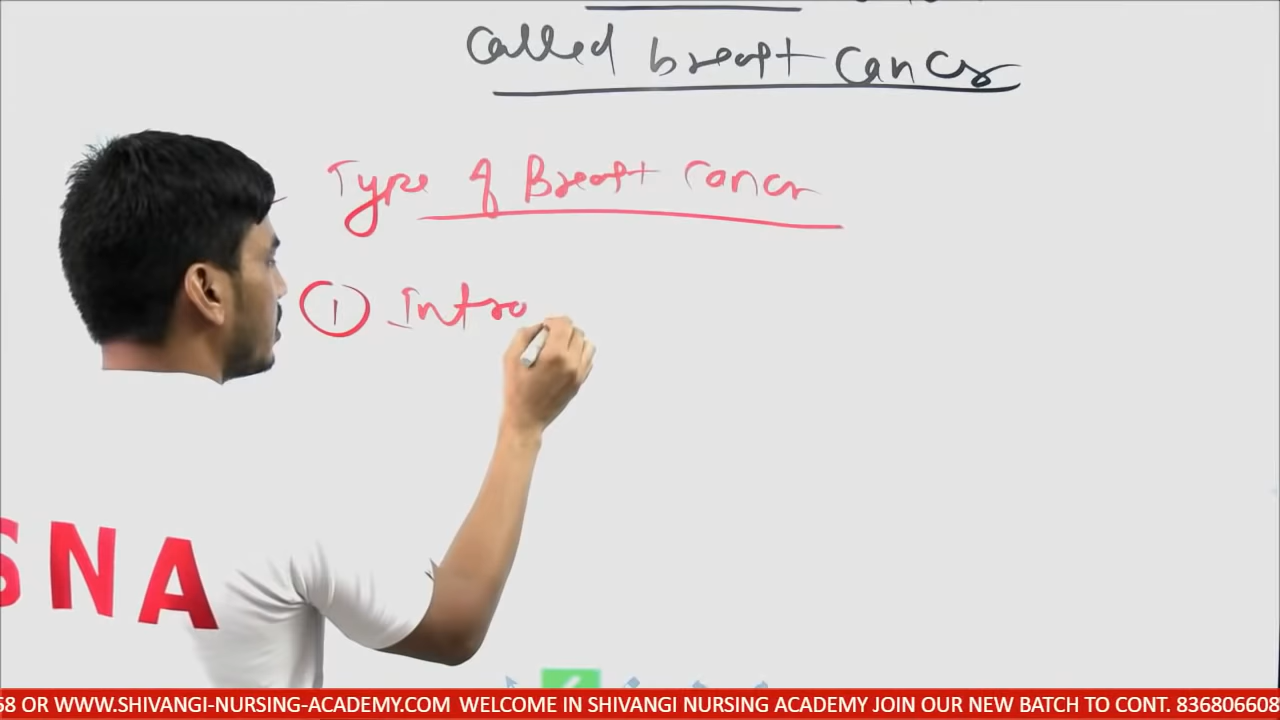 called breast cancer
Type of Breast cancer
① Intro
SNA
68 OR WWW.SHIVANGI-NURSING-ACADEMY.COM WELCOME IN SHIVANGI NURSING ACADEMY JOIN OUR NEW BATCH TO CONT. 836806608